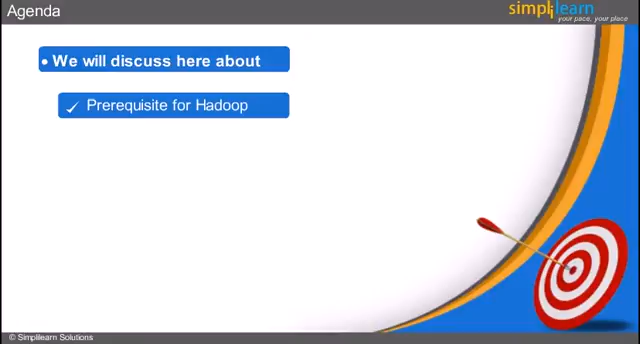 Agenda
simplilearn
your pace, your place
• We will discuss here about
✓ Prerequisite for Hadoop
© Simplilearn Solutions